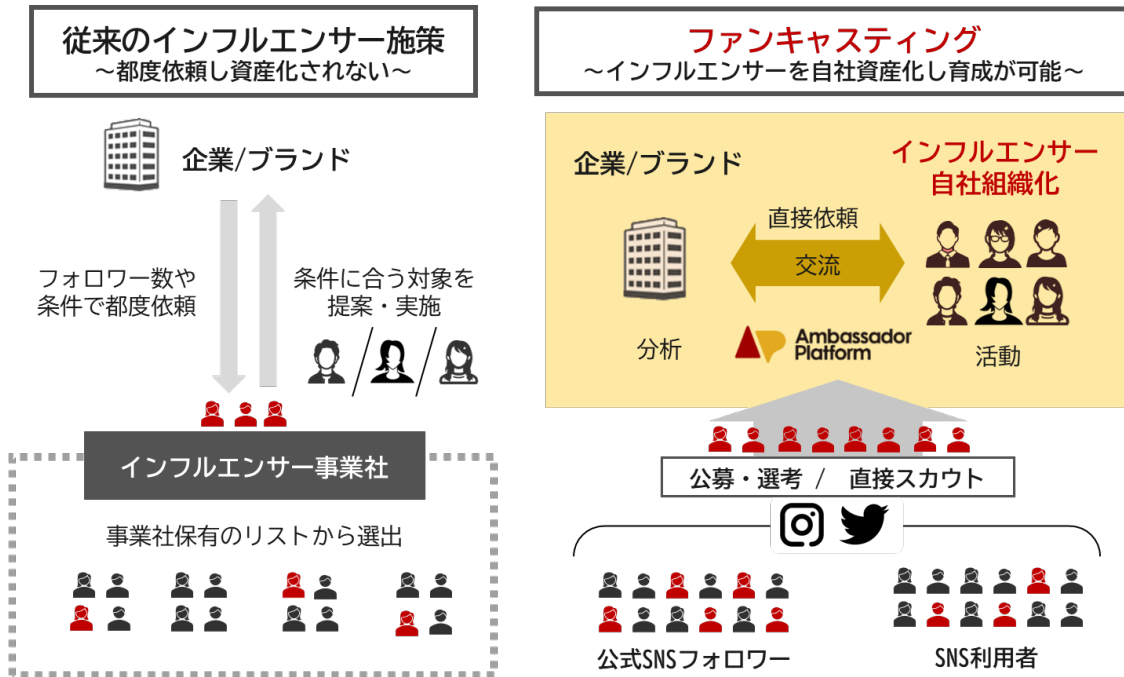 従来のインフルエンサー施策
~都度依頼し資産化されない~
企業/ブランド
フォロワー数や
条件で都度依頼
条件に合う対象を
提案・実施
インフルエンサー事業社
事業社保有のリストから選出
ファンキャスティング
~インフルエンサーを自社資産化し育成が可能~
企業/ブランド
インフルエンサー
自社組織化
直接依頼
交流
分析
Ambassador
Platform
活動
公募・選考 / 直接スカウト
公式SNSフォロワー
SNS利用者